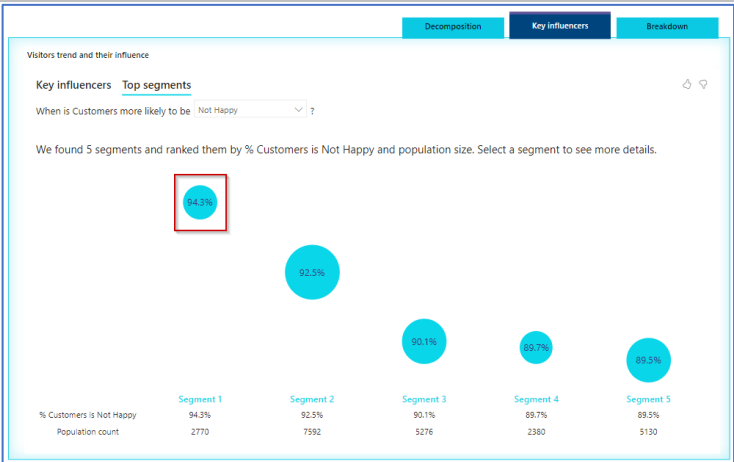 Decomposition Key influencers Breakdown
Visitors trend and their influence
Key influencers Top segments
When is Customers more likely to be Not Happy ?
We found 5 segments and ranked them by % Customers is Not Happy and population size. Select a segment to see more details.
94.3%
92.5%
90.1%
89.7%
89.5%
Segment 1 Segment 2 Segment 3 Segment 4 Segment 5
% Customers is Not Happy 94.3% 92.5% 90.1% 89.7% 89.5%
Population count 2770 7592 5276 2380 5130